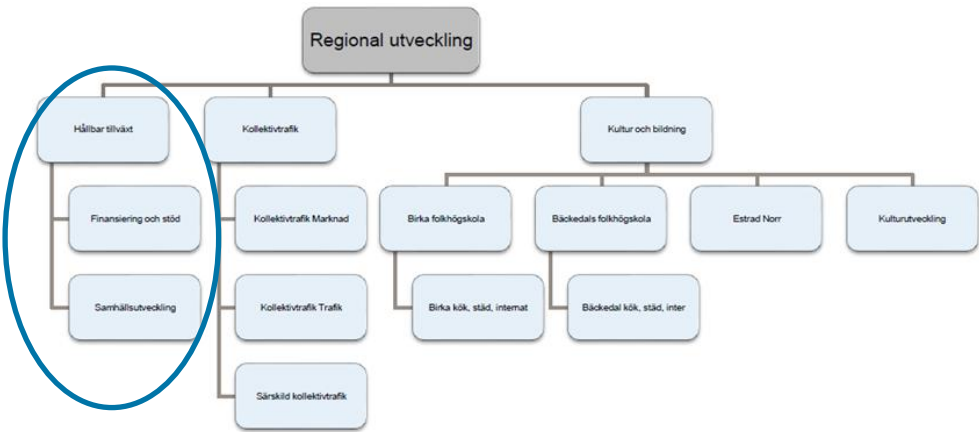 Regional utveckling
Hållbar tillväxt
Kollektivtrafik
Kultur och bildning
Finansiering och stöd
Kollektivtrafik Marknad
Birka folkhögskola
Bäckedals folkhögskola
Estrad Norr
Kulturutveckling
Samhällsutveckling
Kollektivtrafik Trafik
Birka kök, städ, internat
Bäckedal kök, städ, inter
Särskild kollektivtrafik